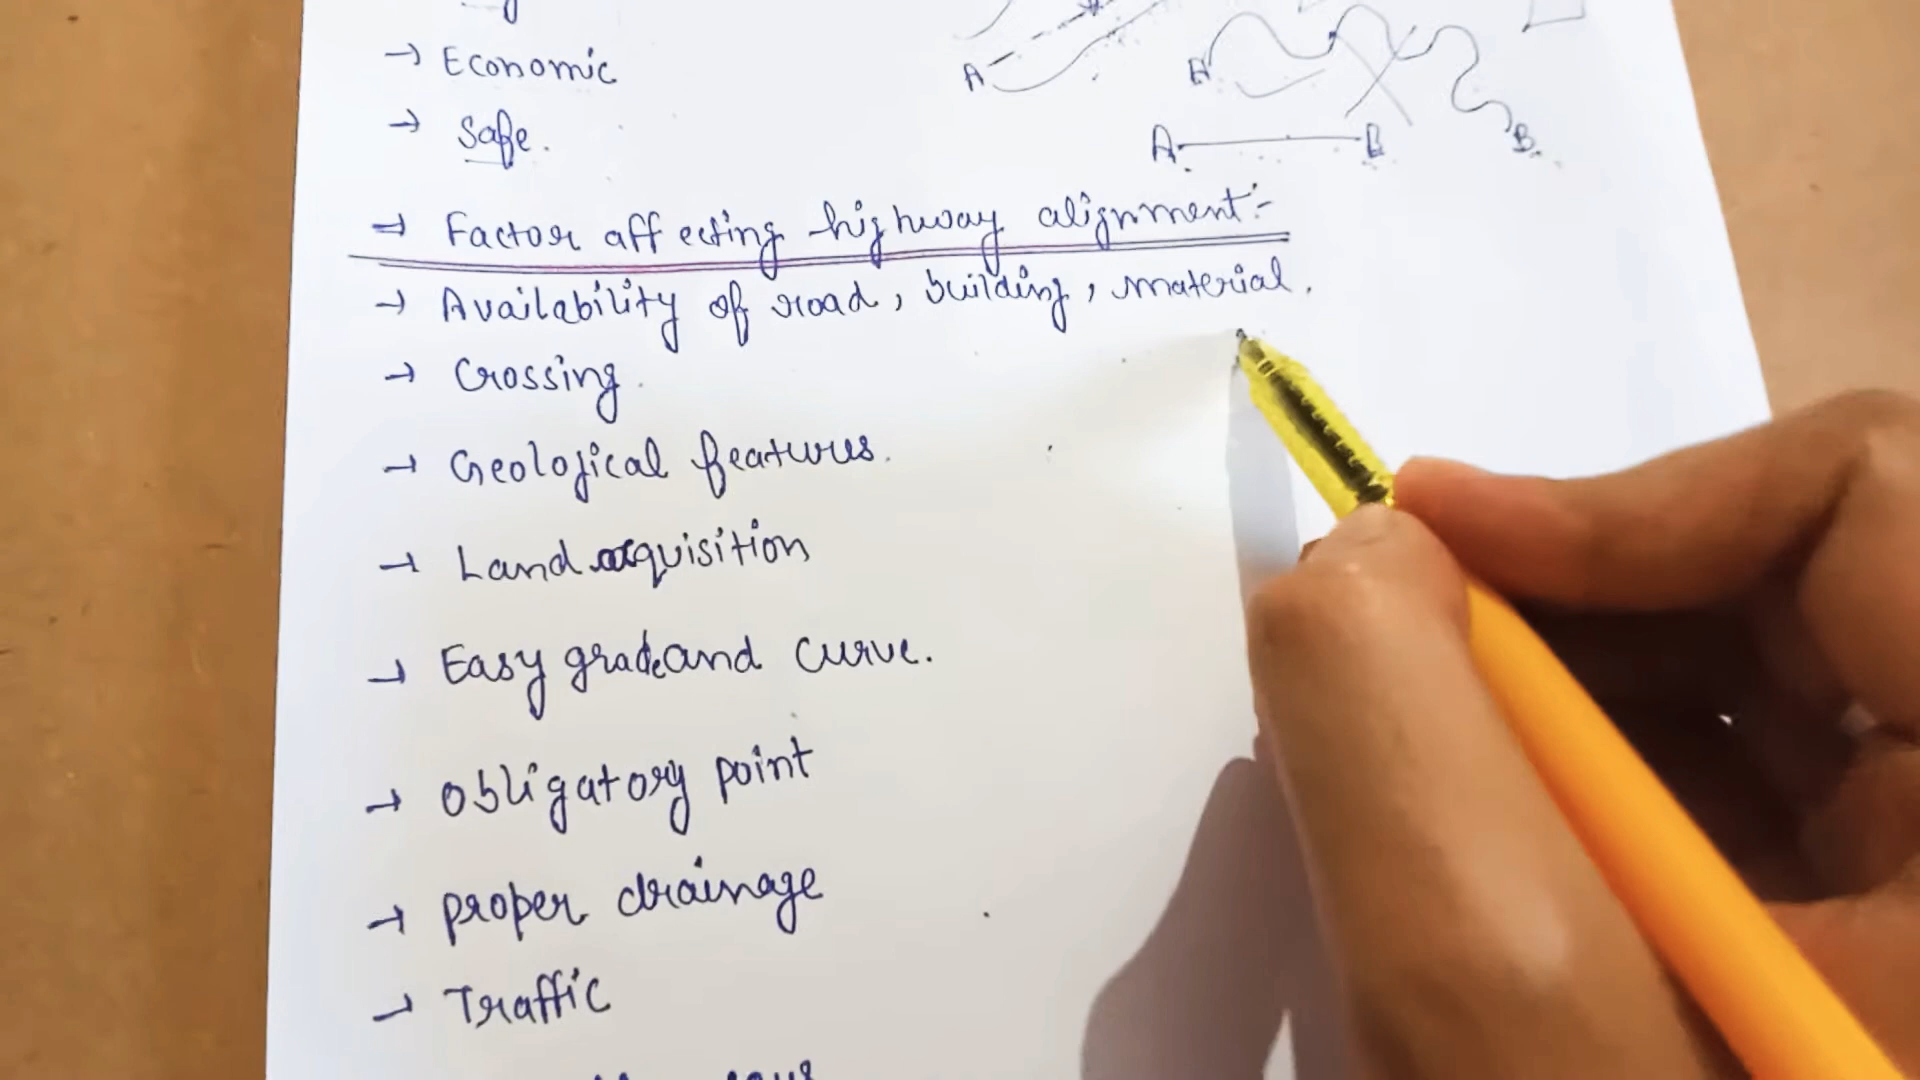 → Economic
→ Safe.
A
A
B.
A B
⇒ Factor affecting highway alignment:-
→ Availability of road, building, material.
→ Crossing.
→ Geological features.
→ Land acquisition
→ Easy grade and curve.
→ Obligatory point
→ proper drainage
→ Traffic